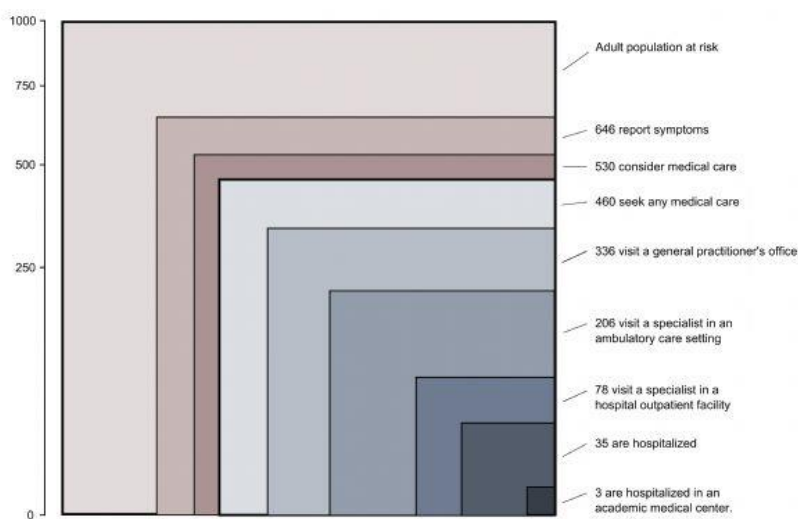 1000
Adult population at risk
750
646 report symptoms
500
530 consider medical care
460 seek any medical care
336 visit a general practitioner's office
250
206 visit a specialist in an
ambulatory care setting
78 visit a specialist in a
hospital outpatient facility
35 are hospitalized
3 are hospitalized in an
academic medical center.
0